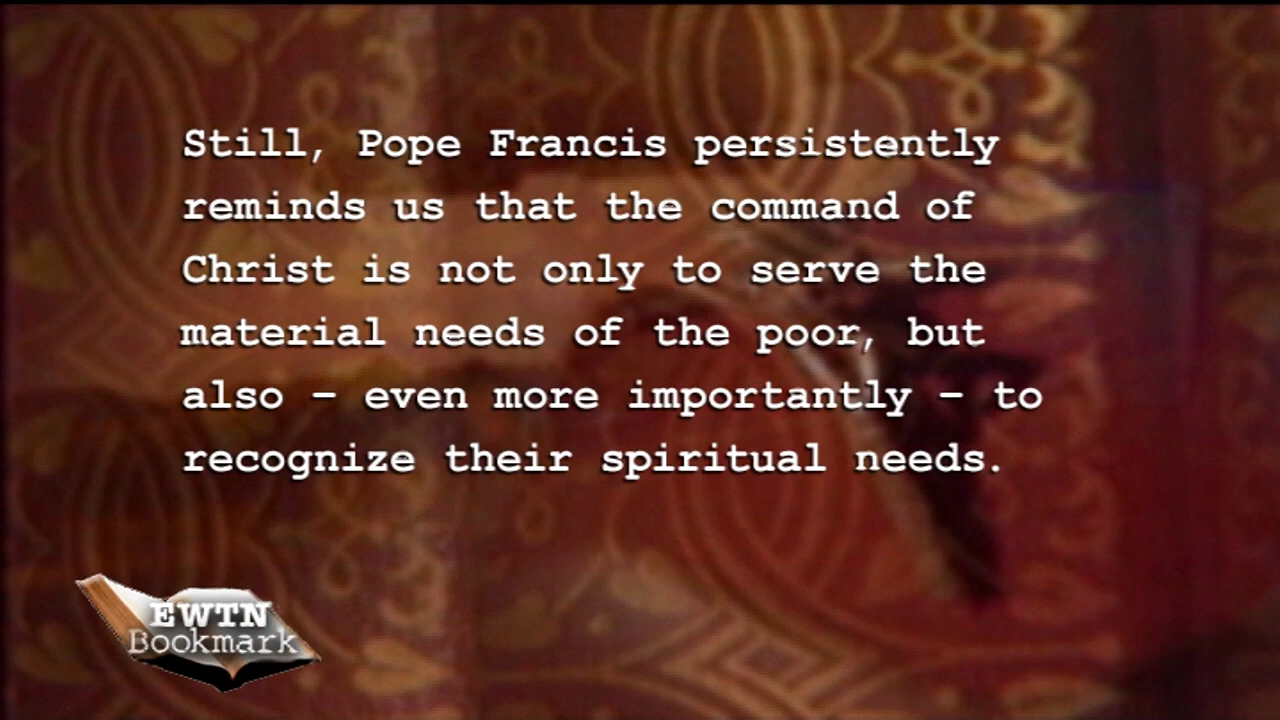 Still, Pope Francis persistently
reminds us that the command of
Christ is not only to serve the
material needs of the poor, but
also – even more importantly – to
recognize their spiritual needs.
EWTN
Bookmark